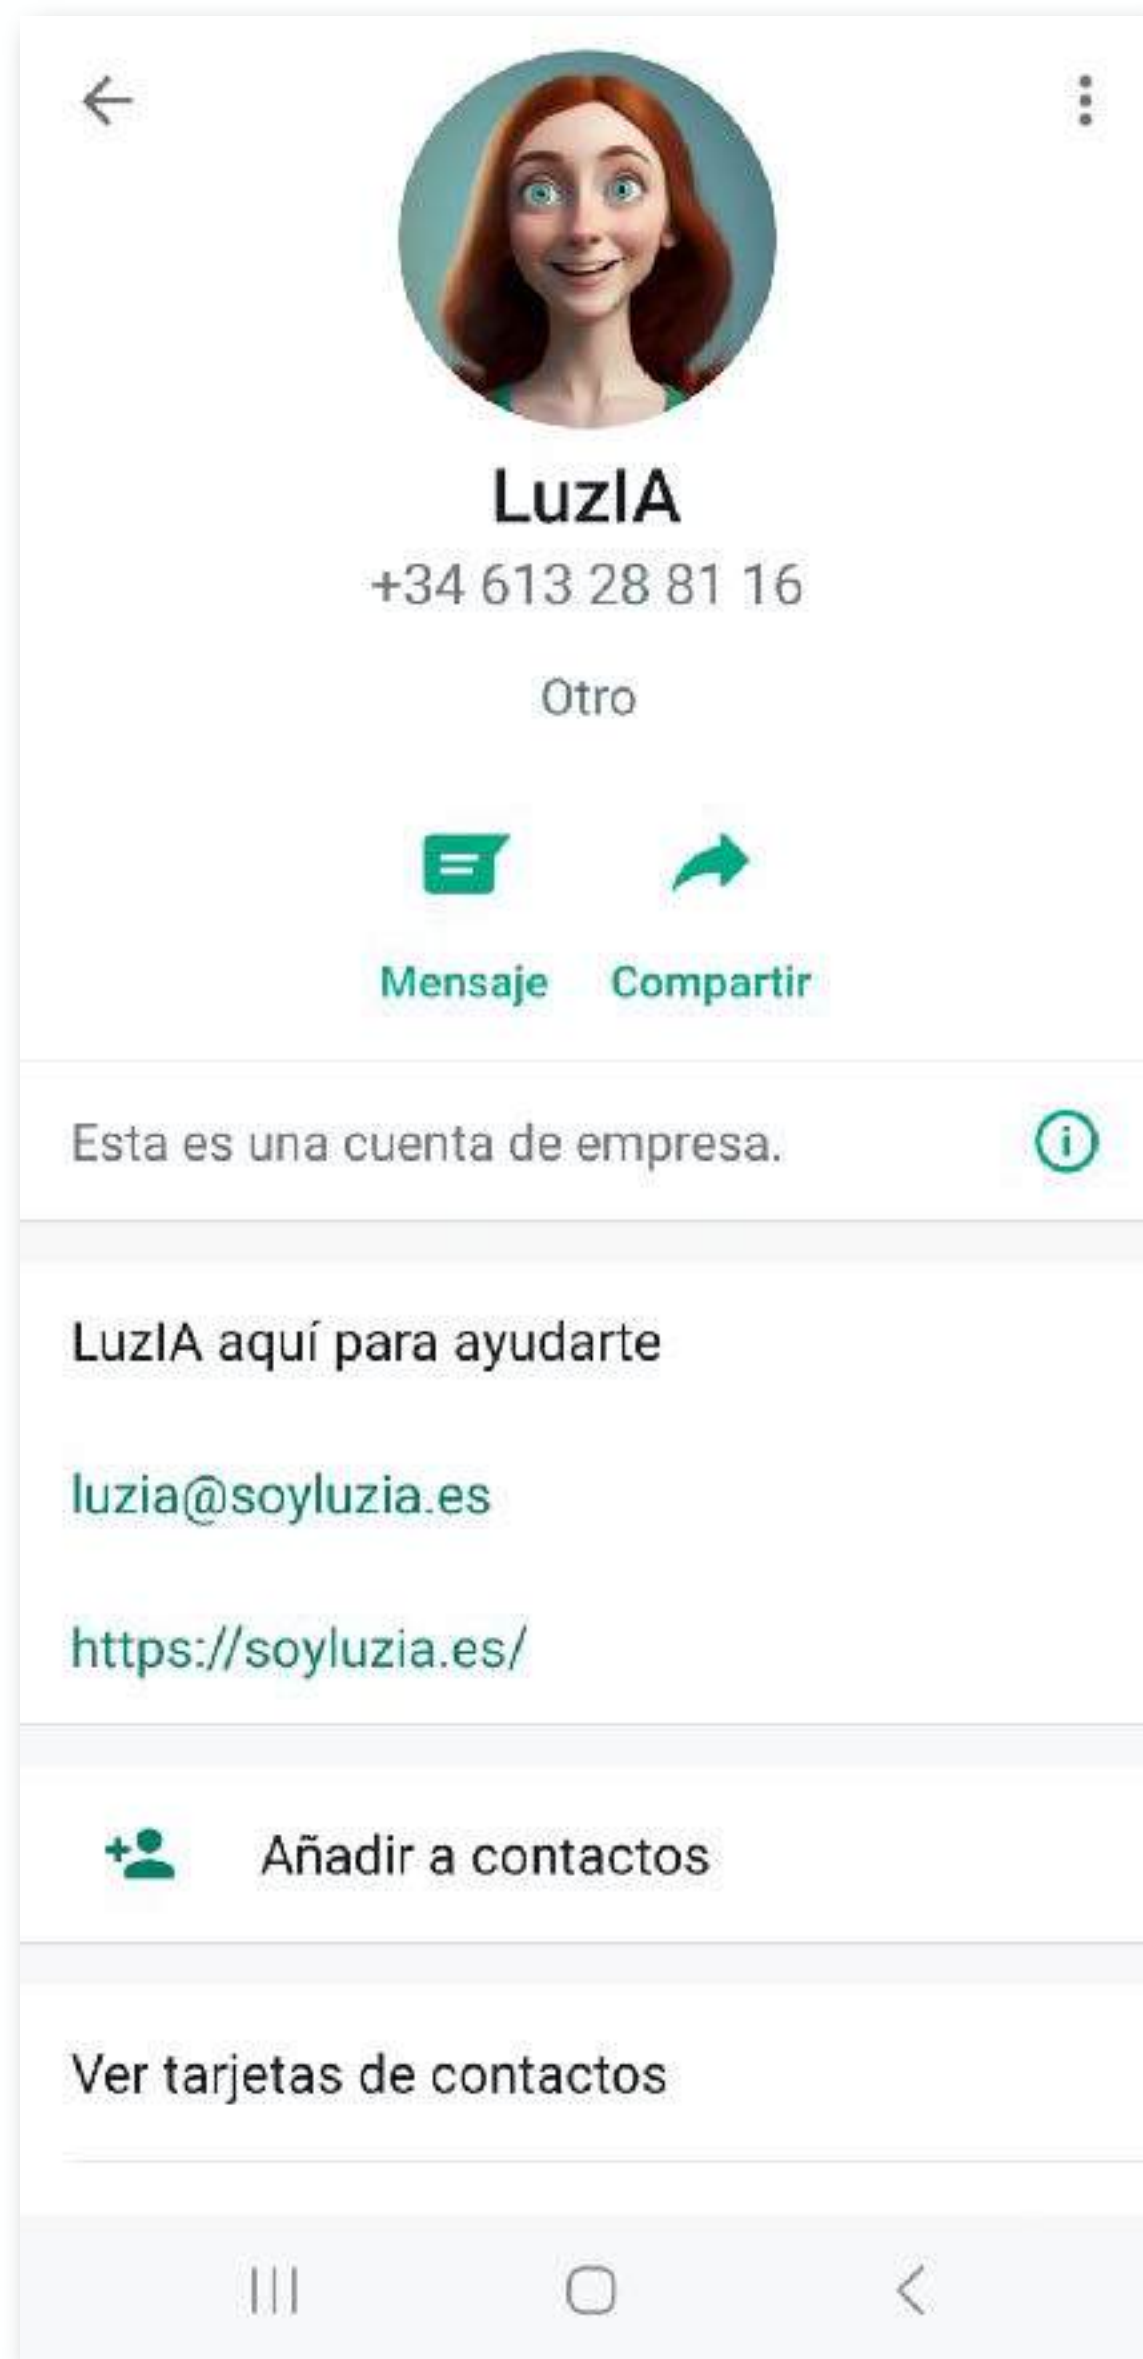 LuzIA
+34 613 28 81 16
Otro
Mensaje Compartir
Esta es una cuenta de empresa.
LuzIA aquí para ayudarte
luzia@soyluzia.es
https://soyluzia.es/
Añadir a contactos
Ver tarjetas de contactos